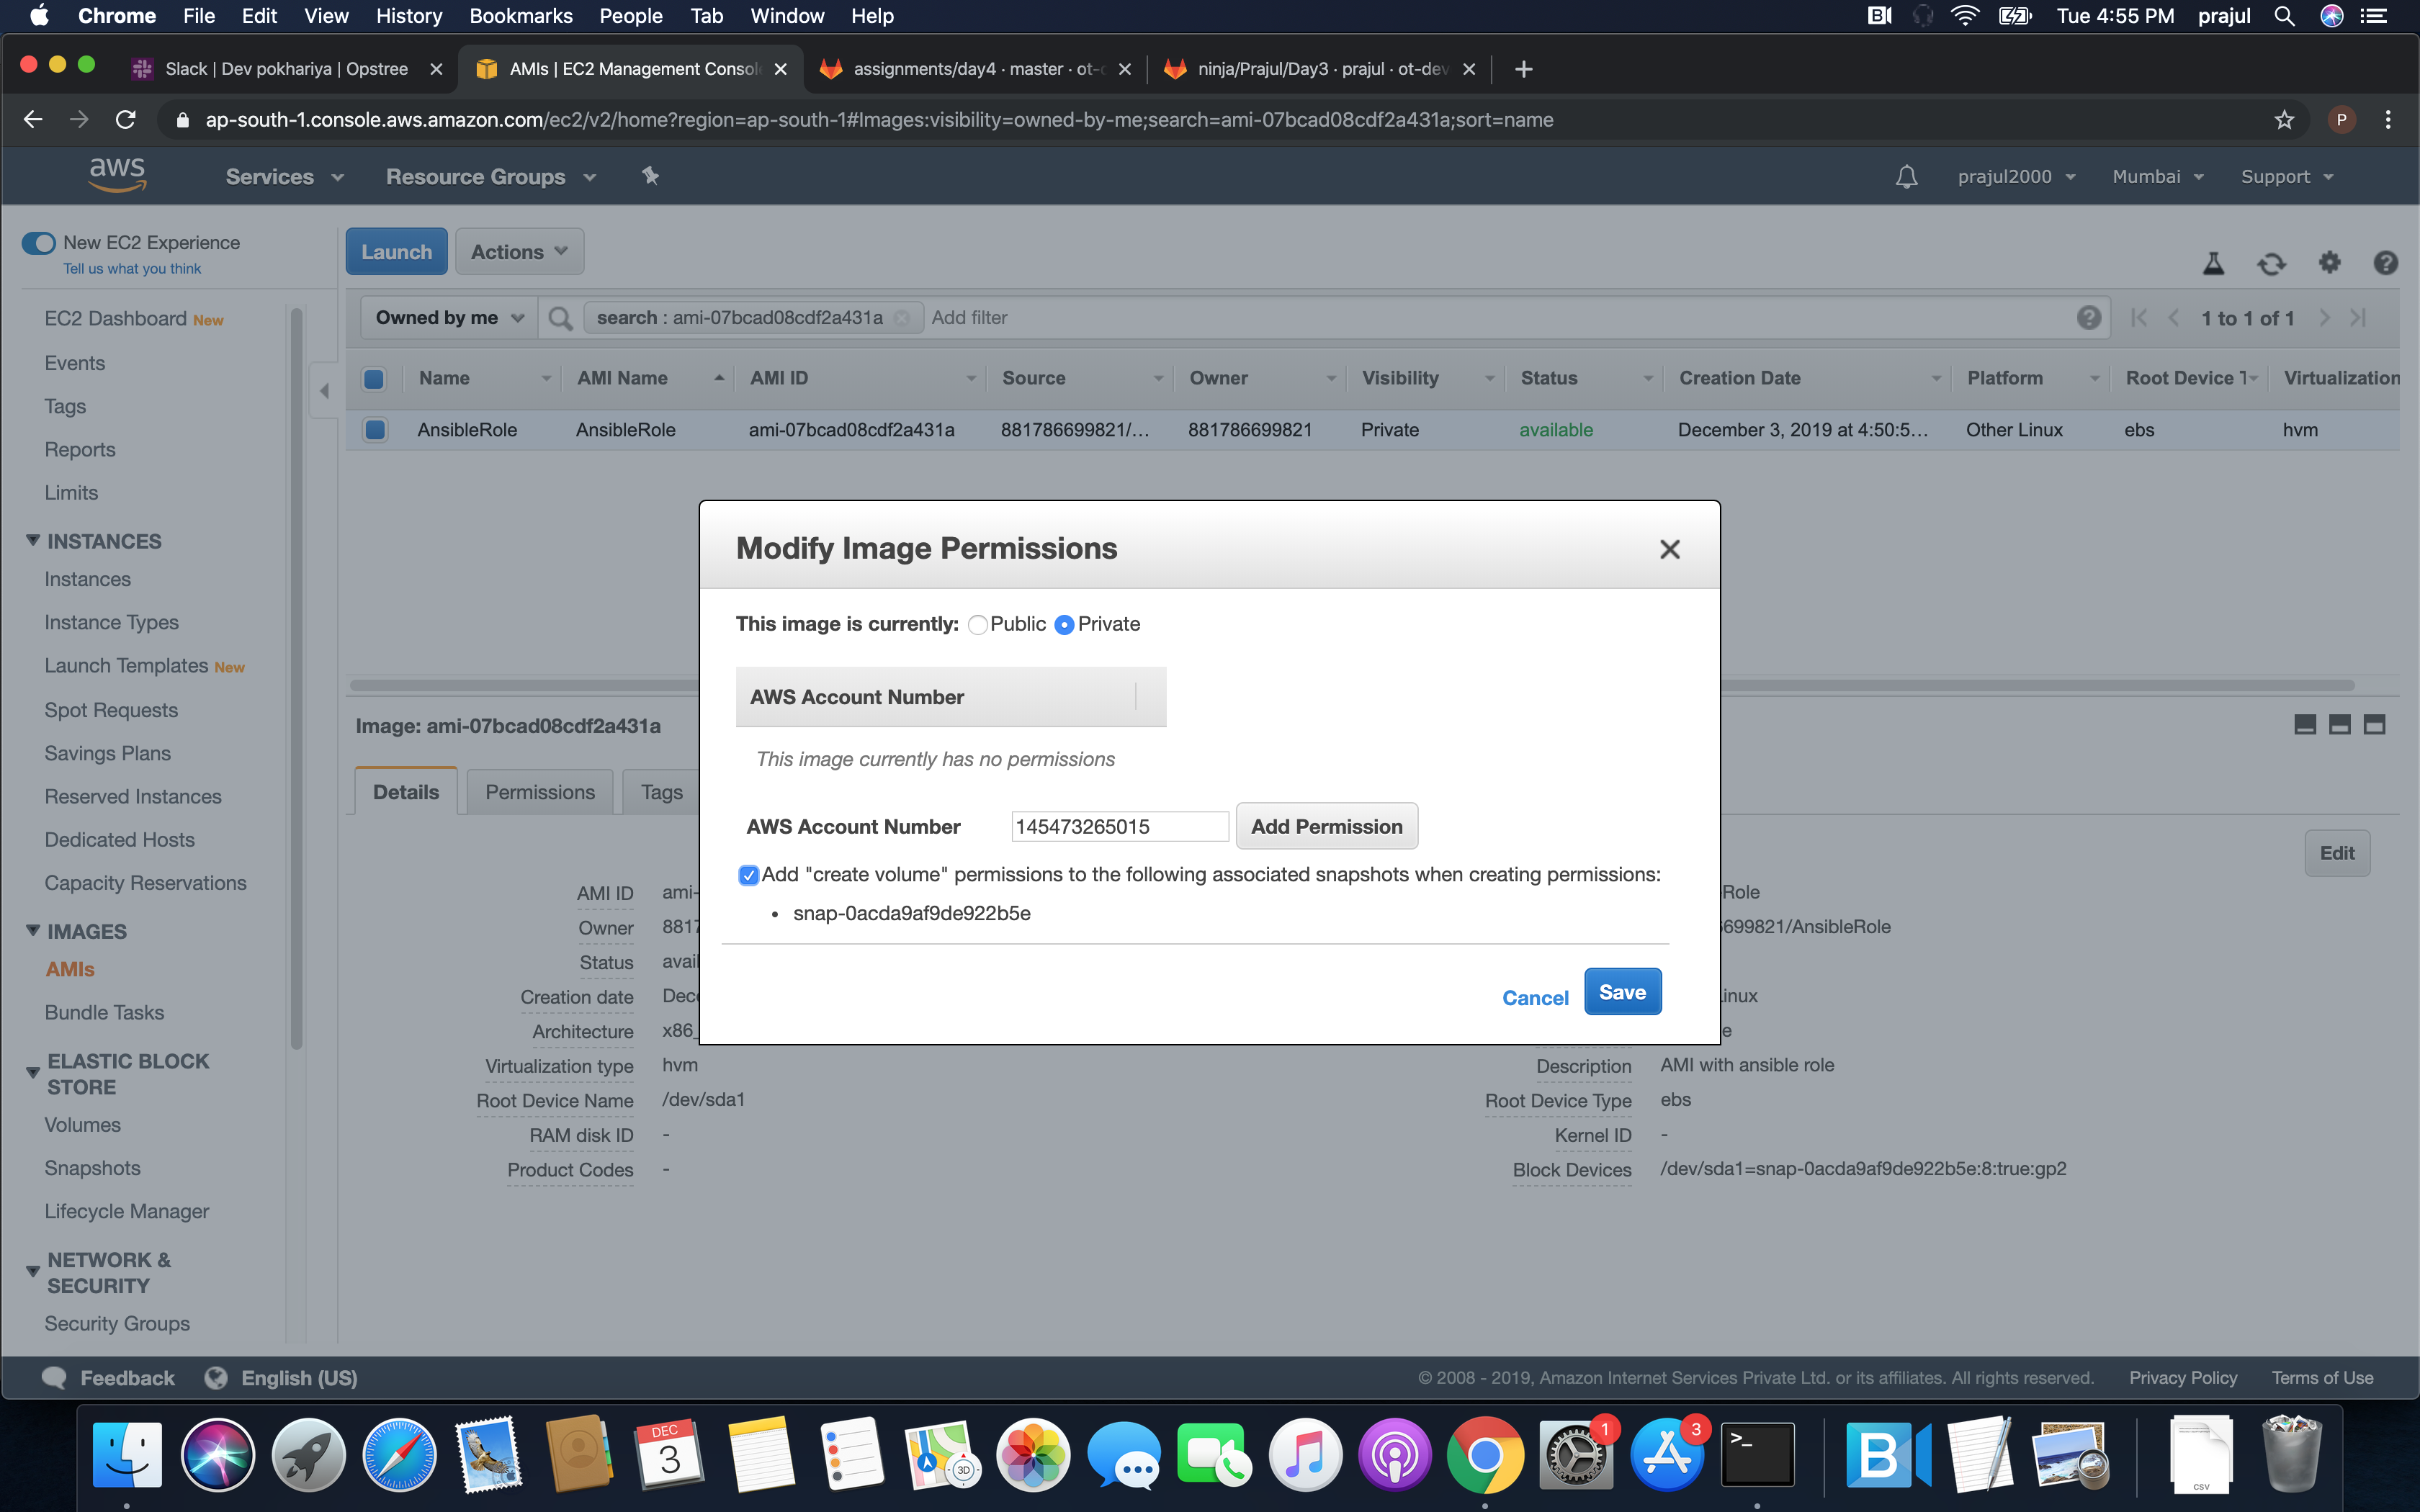 Chrome File Edit View History Bookmarks People Tab Window Help
Tue 4:55 PM prajul
Slack | Dev pokhariya | Opstree
AMIs | EC2 Management Consol
assignments/day4 · master · ot-
ninja/Prajul/Day3 · prajul · ot-dev
ap-south-1.console.aws.amazon.com/ec2/v2/home?region=ap-south-1#Images:visibility=owned-by-me;search=ami-07bcad08cdf2a431a;sort=name
P
aws
Services
Resource Groups
prajul2000
Mumbai
Support
New EC2 Experience
Tell us what you think
EC2 Dashboard New
Events
Tags
Reports
Limits
INSTANCES
Instances
Instance Types
Launch Templates New
Spot Requests
Savings Plans
Reserved Instances
Dedicated Hosts
Capacity Reservations
IMAGES
AMIs
Bundle Tasks
ELASTIC BLOCK
STORE
Volumes
Snapshots
Lifecycle Manager
NETWORK &
SECURITY
Security Groups
Launch
Actions
Owned by me
search : ami-07bcad08cdf2a431a
Add filter
1 to 1 of 1
Name AMI Name AMI ID Source Owner Visibility Status Creation Date Platform Root Device T Virtualization
AnsibleRole AnsibleRole ami-07bcad08cdf2a431a 881786699821/... 881786699821 Private available December 3, 2019 at 4:50:5... Other Linux ebs hvm
Image: ami-07bcad08cdf2a431a
Details
Permissions
Tags
Edit
AMI ID ami-
Owner 8817
Status avail
Creation date Dec
Architecture x86_
Virtualization type hvm
Root Device Name /dev/sda1
RAM disk ID -
Product Codes -
Role
699821/AnsibleRole
inux
e
Description AMI with ansible role
Root Device Type ebs
Kernel ID -
Block Devices /dev/sda1=snap-0acda9af9de922b5e:8:true:gp2
Modify Image Permissions
This image is currently: Public Private
AWS Account Number
This image currently has no permissions
AWS Account Number 145473265015 Add Permission
Add "create volume" permissions to the following associated snapshots when creating permissions:
• snap-0acda9af9de922b5e
Cancel
Save
Feedback
English (US)
© 2008 - 2019, Amazon Internet Services Private Ltd. or its affiliates. All rights reserved.
Privacy Policy
Terms of Use
DEC
3
3D
1
3
>_
B
CSV